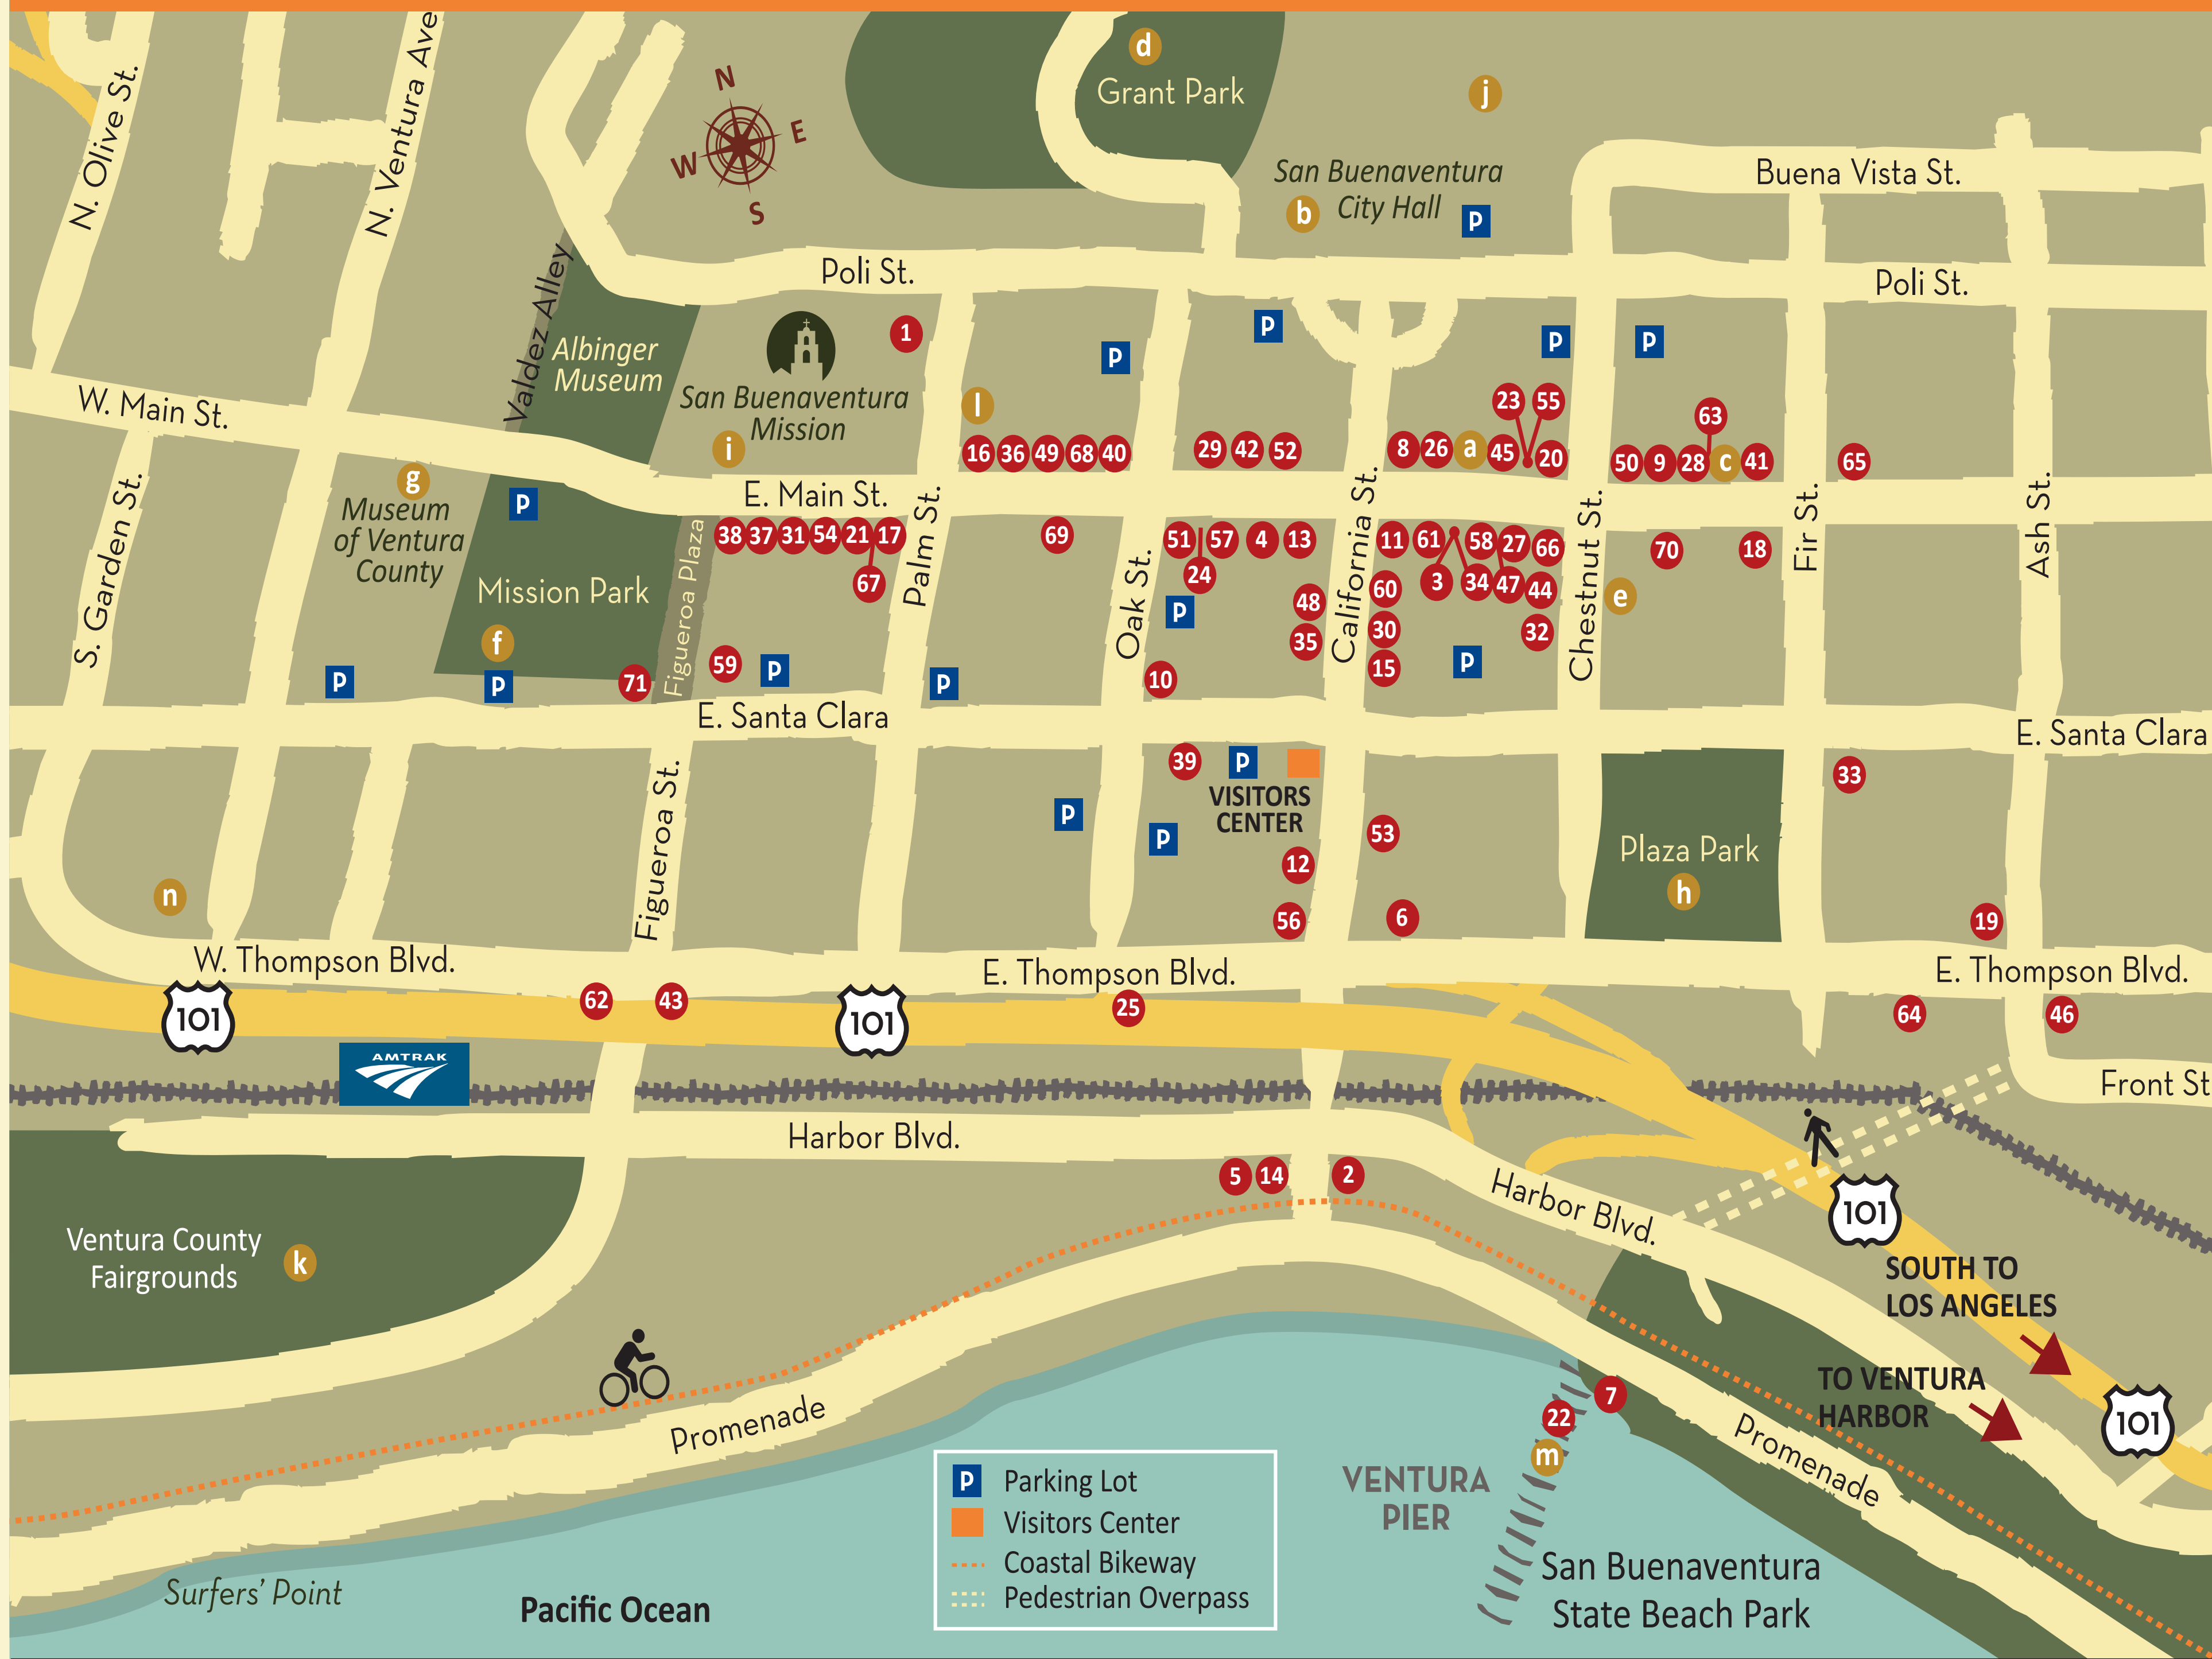 N. Olive St.
N. Ventura Ave
N
E
W
S
d
Grant Park
j
San Buenaventura
City Hall
b
P
Buena Vista St.
Poli St.
Poli St.
Valdez Alley
Albinger
Museum
1
San Buenaventura
Mission
i
l
P
P
P
P
W. Main St.
16 36 49 68 40
29 42 52
8 26 a 45 20
23 55
50 9 28 c 41
63
65
g
Museum
of Ventura
County
P
E. Main St.
38 37 31 54 21 17
67
69
51 57 4 13
24
11 61 58 27 66
3 34 47 44
60
30
15
32
48
35
10
P
P
70
18
e
S. Garden St.
Mission Park
f
Figueroa Plaza
Palm St.
Oak St.
California St.
Chestnut St.
Fir St.
Ash St.
P
P
71
59
P
P
E. Santa Clara
E. Santa Clara
39
P
VISITORS
CENTER
P
P
12
56
53
6
33
Plaza Park
h
19
Figueroa St.
n
W. Thompson Blvd.
E. Thompson Blvd.
E. Thompson Blvd.
101
62
43
101
25
64
46
AMTRAK
Front St
Harbor Blvd.
5 14 2
Harbor Blvd.
101
Ventura County
Fairgrounds
k
SOUTH TO
LOS ANGELES
TO VENTURA
HARBOR
101
7
22
m
Promenade
Promenade
VENTURA
PIER
P Parking Lot
Visitors Center
Coastal Bikeway
Pedestrian Overpass
San Buenaventura
State Beach Park
Surfers' Point
Pacific Ocean